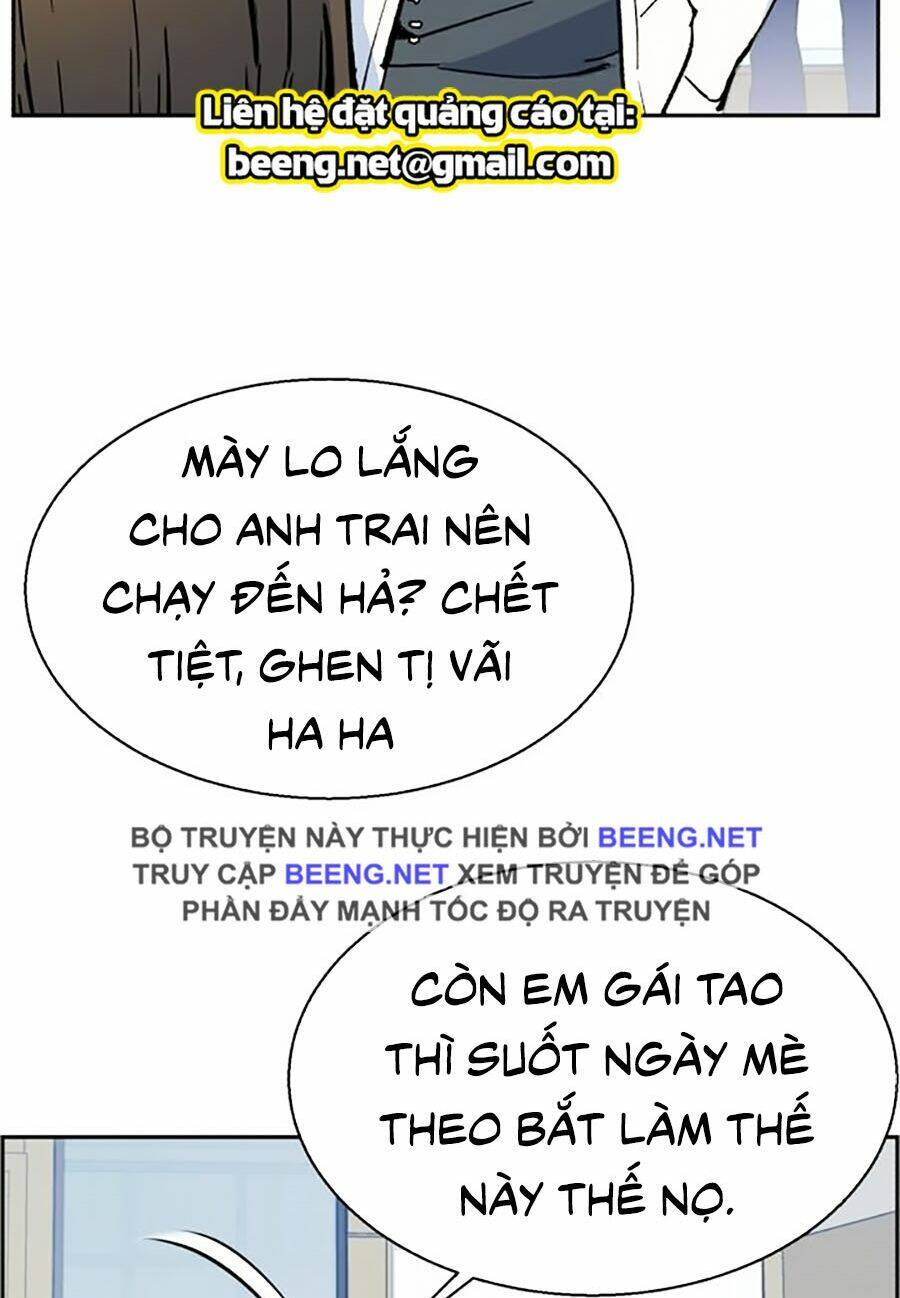 Liên hệ đặt quảng cáo tại:
beeng.net@gmail.com
MÀY LO LẮNG
CHO ANH TRAI NÊN
CHẠY ĐẾN HẢ? CHẾT
TIỆT, GHEN TỊ VÃI
HA HA
BỘ TRUYỆN NÀY THỰC HIỆN BỞI BEENG.NET
TRUY CẬP BEENG.NET XEM TRUYỆN ĐỂ GÓP
PHẦN ĐẨY MẠNH TỐC ĐỘ RA TRUYỆN
CÒN EM GÁI TAO
THÌ SUỐT NGÀY MÈ
THEO BẮT LÀM THẾ
NÀY THẾ NỌ.